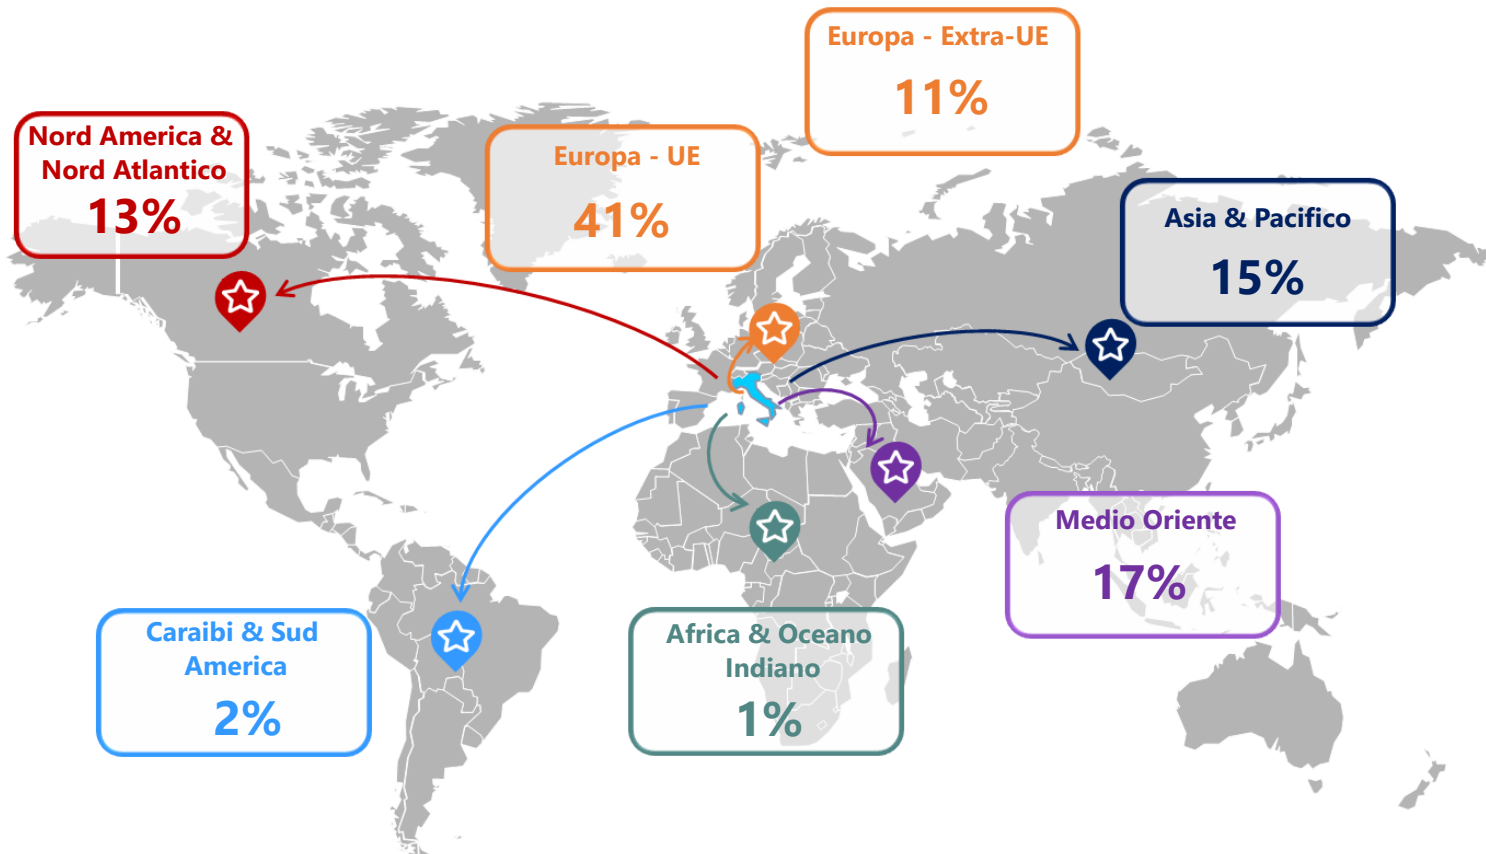 Europa - Extra-UE
11%
Nord America &
Nord Atlantico
13%
Europa - UE
41%
Asia & Pacifico
15%
Medio Oriente
17%
Caraibi & Sud
America
2%
Africa & Oceano
Indiano
1%